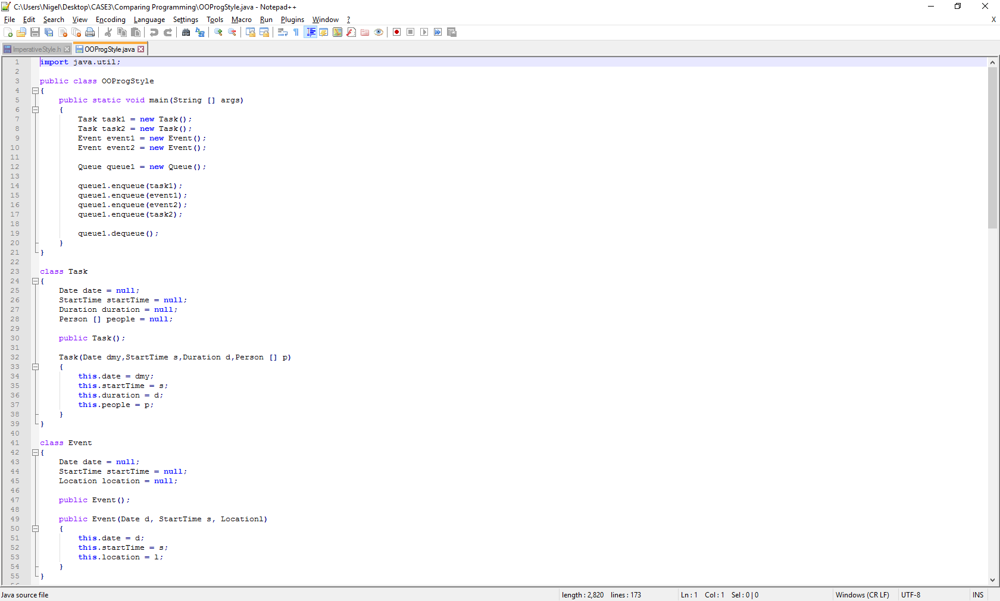 C:\Users\Nigel\Desktop\CASE3\Comparing Programming\OOProgStyle.java - Notepad++
File Edit Search View Encoding Language Settings Tools Macro Run Plugins Window ? X
ImperativeStyle.h OOProgStyle.java
1 import java.util;
2
3 public class OOProgStyle
4 {
5 public static void main(String [] args)
6 {
7 Task task1 = new Task();
8 Task task2 = new Task();
9 Event event1 = new Event();
10 Event event2 = new Event();
11
12 Queue queue1 = new Queue();
13
14 queue1.enqueue(task1);
15 queue1.enqueue(event1);
16 queue1.enqueue(event2);
17 queue1.enqueue(task2);
18
19 queue1.dequeue();
20 }
21 }
22
23 class Task
24 {
25 Date date = null;
26 StartTime startTime = null;
27 Duration duration = null;
28 Person [] people = null;
29
30 public Task();
31
32 Task(Date dmy,StartTime s,Duration d,Person [] p)
33 {
34 this.date = dmy;
35 this.startTime = s;
36 this.duration = d;
37 this.people = p;
38 }
39 }
40
41 class Event
42 {
43 Date date = null;
44 StartTime startTime = null;
45 Location location = null;
46
47 public Event();
48
49 public Event(Date d, StartTime s, Locationl)
50 {
51 this.date = d;
52 this.startTime = s;
53 this.location = l;
54 }
55 }
Java source file length : 2,820 lines : 173 Ln : 1 Col : 1 Sel : 0 | 0 Windows (CR LF) UTF-8 INS